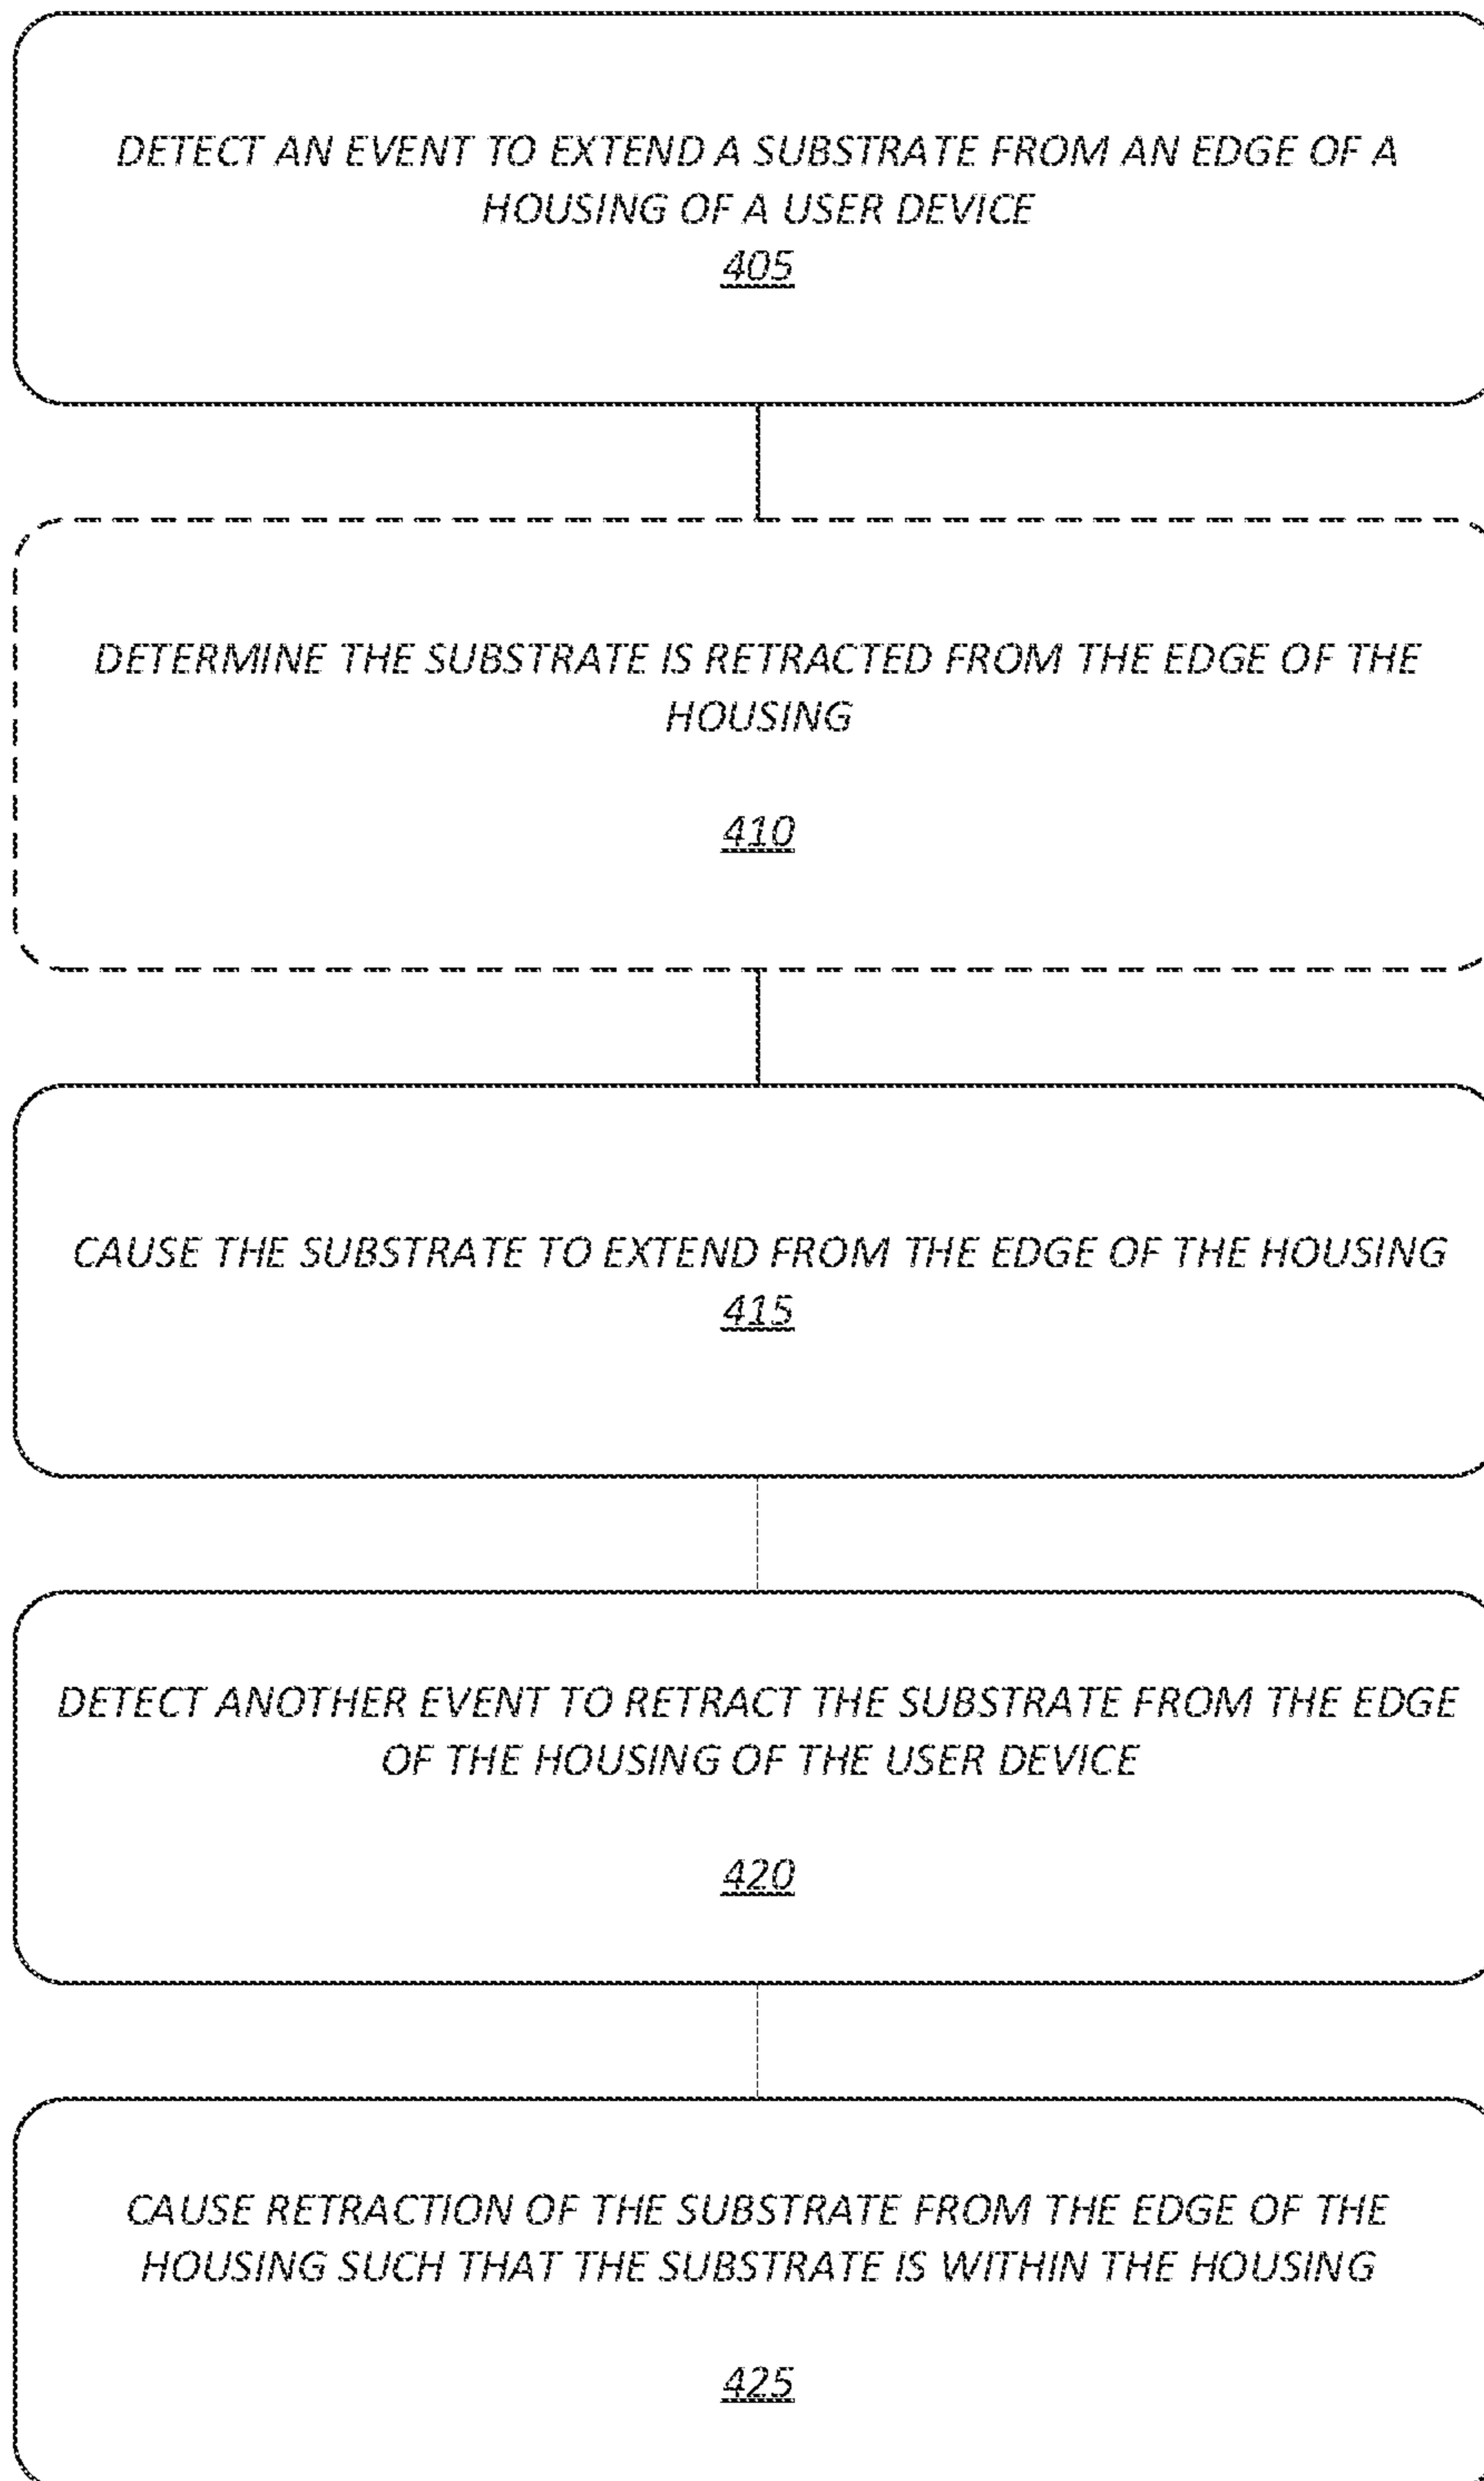 DETECT AN EVENT TO EXTEND A SUBSTRATE FROM AN EDGE OF A
HOUSING OF A USER DEVICE
405
DETERMINE THE SUBSTRATE IS RETRACTED FROM THE EDGE OF THE
HOUSING
410
CAUSE THE SUBSTRATE TO EXTEND FROM THE EDGE OF THE HOUSING
415
DETECT ANOTHER EVENT TO RETRACT THE SUBSTRATE FROM THE EDGE
OF THE HOUSING OF THE USER DEVICE
420
CAUSE RETRACTION OF THE SUBSTRATE FROM THE EDGE OF THE
HOUSING SUCH THAT THE SUBSTRATE IS WITHIN THE HOUSING
425